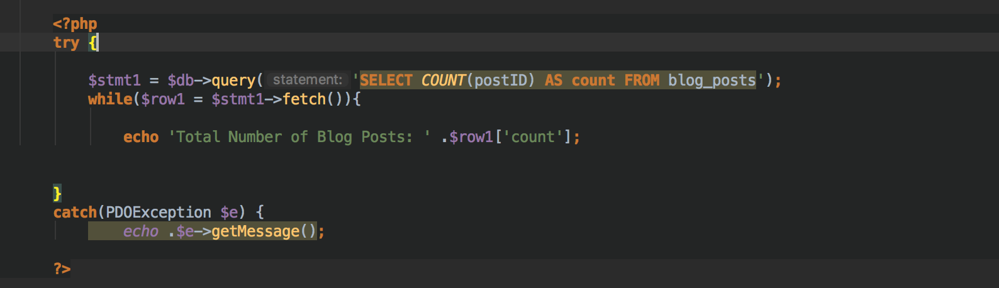 <?php
try {
$stmt1 = $db->query( statement: 'SELECT COUNT(postID) AS count FROM blog_posts');
while($row1 = $stmt1->fetch()){
echo 'Total Number of Blog Posts: ' .$row1['count'];
}
catch(PDOException $e) {
echo .$e->getMessage();
?>